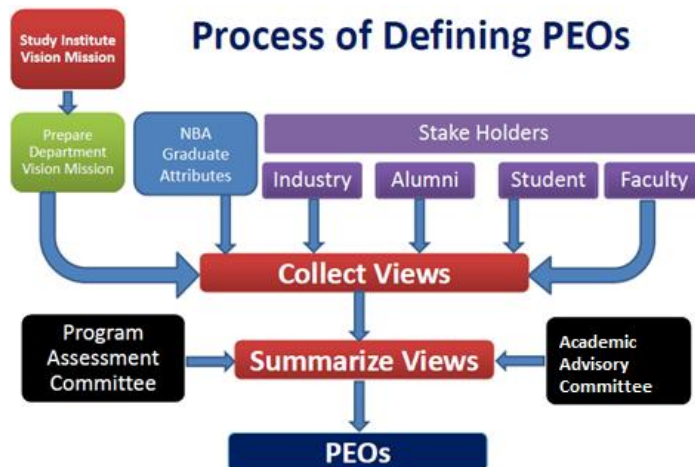 Process of Defining PEOs
Study Institute
Vision Mission
Prepare
Department
Vision Mission
NBA
Graduate
Attributes
Stake Holders
Industry
Alumni
Student
Faculty
Collect Views
Program
Assessment
Committee
Summarize Views
Academic
Advisory
Committee
PEOs